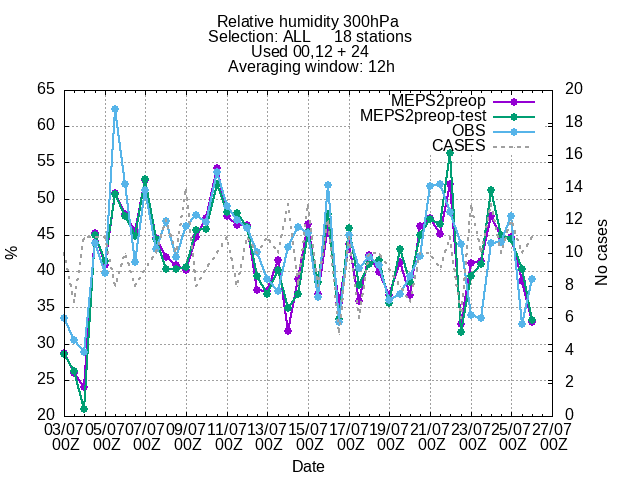 Relative humidity 300hPa
Selection: ALL 18 stations
Used 00,12 + 24
Averaging window: 12h
MEPS2preop
MEPS2preop-test
OBS
CASES
65
60
55
50
45
40
35
30
25
20
%
20
18
16
14
12
10
8
6
4
2
0
No cases
03/07 05/07 07/07 09/07 11/07 13/07 15/07 17/07 19/07 21/07 23/07 25/07 27/07
00Z 00Z 00Z 00Z 00Z 00Z 00Z 00Z 00Z 00Z 00Z 00Z 00Z
Date